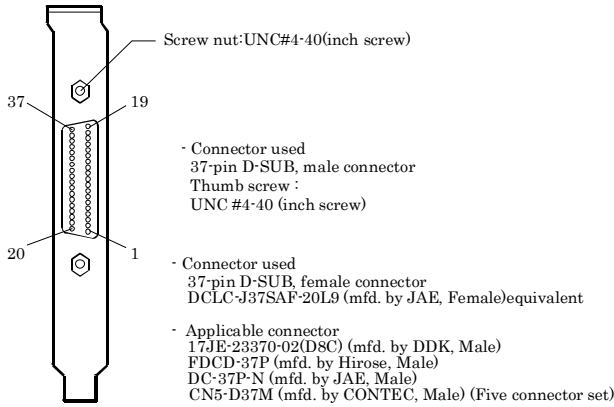 Screw nut:UNC#4-40(inch screw)
37
19
- Connector used
37-pin D-SUB, male connector
Thumb screw :
UNC #4-40 (inch screw)
20
1
- Connector used
37-pin D-SUB, female connector
DCLC-J37SAF-20L9 (mfd. by JAE, Female)equivalent
- Applicable connector
17JE-23370-02(D8C) (mfd. by DDK, Male)
FDCD-37P (mfd. by Hirose, Male)
DC-37P-N (mfd. by JAE, Male)
CN5-D37M (mfd. by CONTEC, Male) (Five connector set)